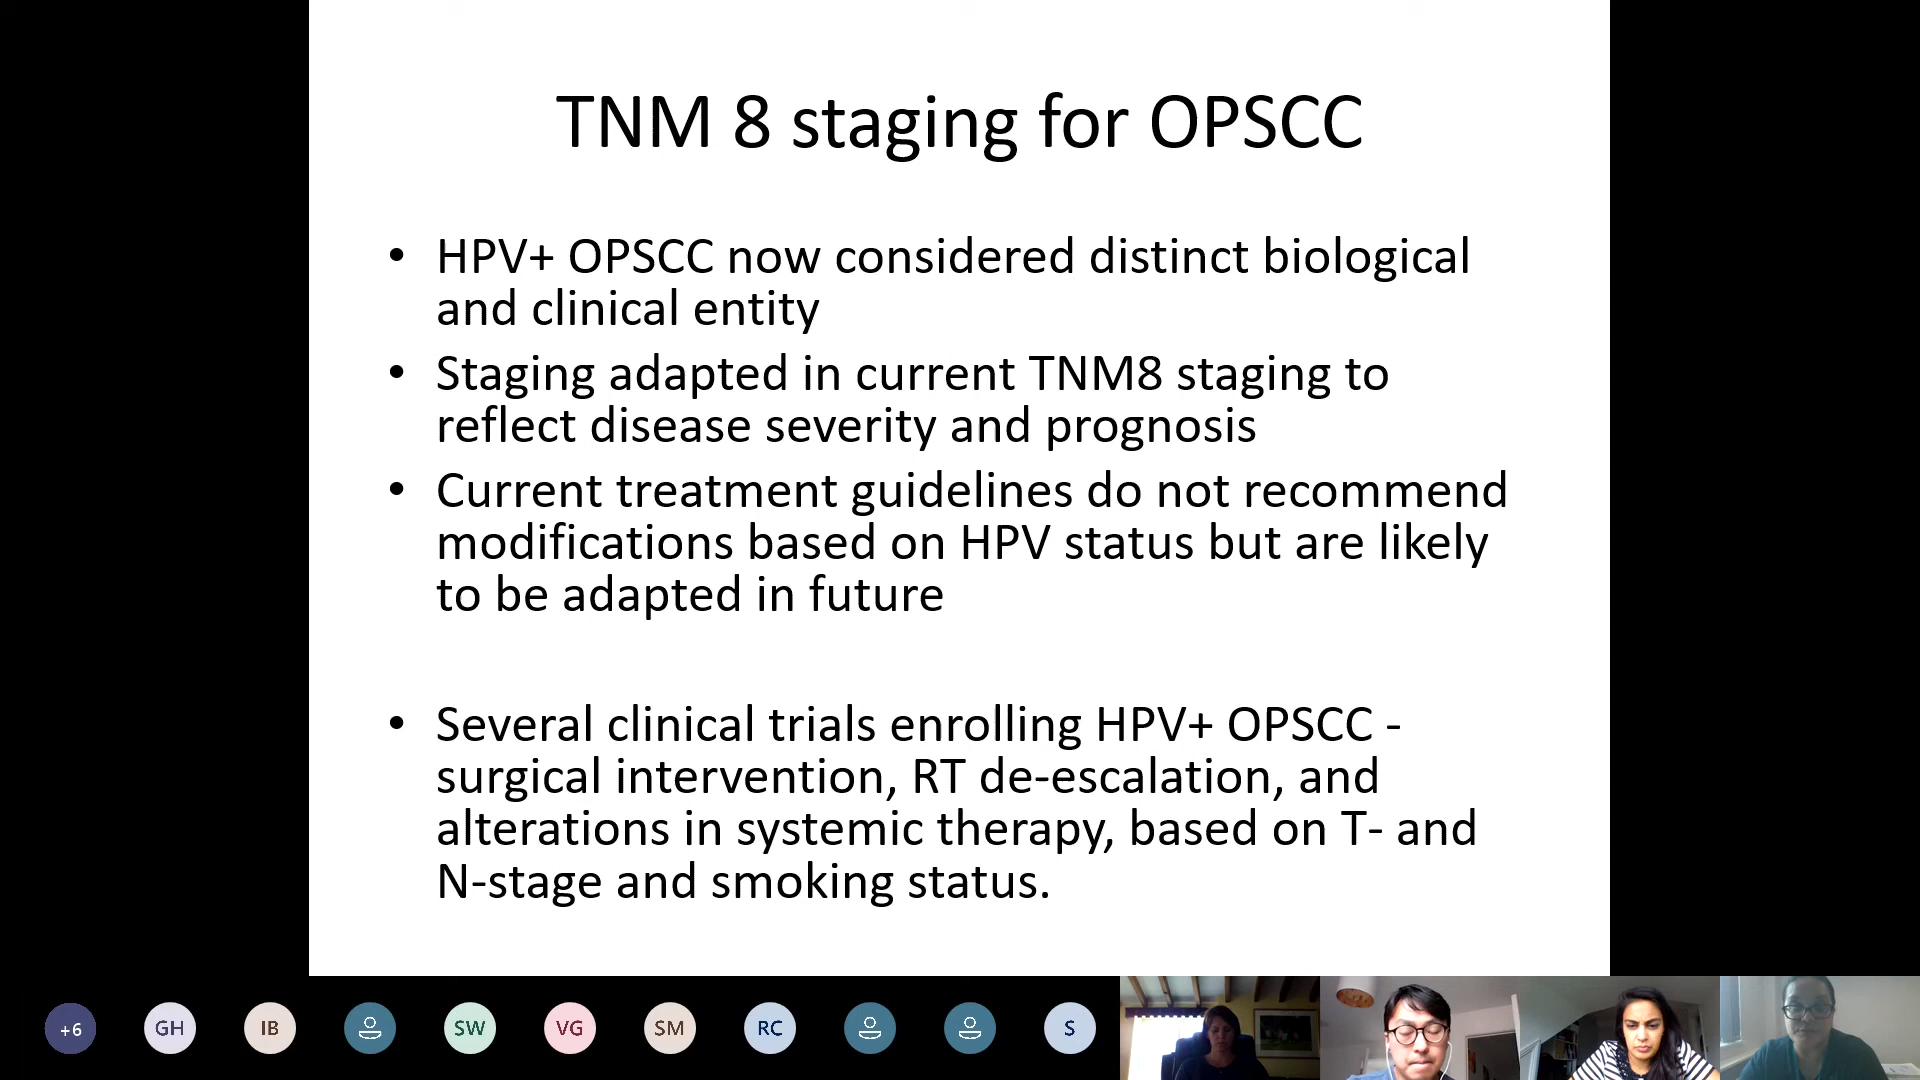 TNM 8 staging for OPSCC
• HPV+ OPSCC now considered distinct biological
and clinical entity
• Staging adapted in current TNM8 staging to
reflect disease severity and prognosis
• Current treatment guidelines do not recommend
modifications based on HPV status but are likely
to be adapted in future
• Several clinical trials enrolling HPV+ OPSCC -
surgical intervention, RT de-escalation, and
alterations in systemic therapy, based on T- and
N-stage and smoking status.
+6 GH IB SW VG SM RC S